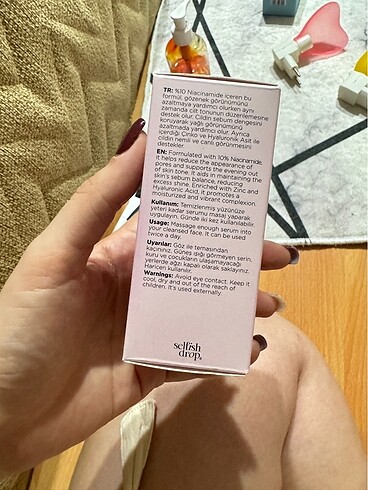 TR: %10 Niacinamide içeren bu
formül, gözenek görünümünü
azaltmaya yardımcı olurken aynı
zamanda cilt tonunun düzenlenmesine
destek olur. Cildin sebum dengesini
koruyarak yağlı görünümünü
azaltmada yardımcı olur. Ayrıca
içerdiği Çinko ve Hyaluronik Asit ile
cildin nemli ve canlı görünmesini
destekler.
EN: Formulated with 10% Niacinamide,
it helps reduce the appearance of
pores and supports the evening out
of skin tone. It aids in maintaining the
skin's sebum balance, reducing
excess shine. Enriched with Zinc and
Hyaluronic Acid, it promotes a
moisturized and vibrant complexion.
Kullanım: Temizlenmiş yüzünüze
yeteri kadar serumu masaj yaparak
uygulayın. Günde iki kez kullanılabilir.
Usage: Massage enough serum into
your cleansed face. It can be used
twice a day.
Uyarılar: Göz ile temasından
kaçınınız. Güneş ışığı görmeyen serin,
kuru ve çocukların ulaşamayacağı
yerlerde ağzı kapalı olarak saklayınız.
Haricen kullanılır.
Warnings: Avoid eye contact. Keep it
cool, dry and out of the reach of
children. It's used externally.
selfish
drop.